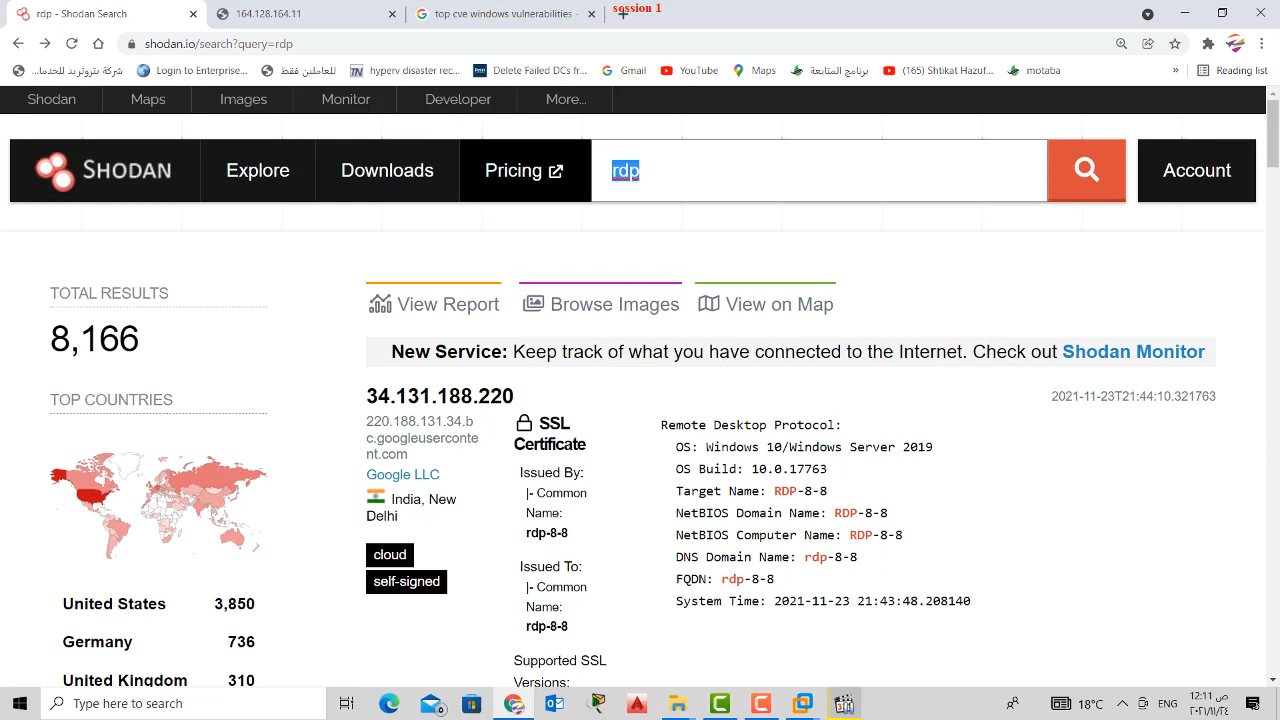 session 1
rdp - Shodan
164.128.164.11
top cve windows vulnerabilities -
shodan.io/search?query=rdp
شركة بتروتريد للخدما...
Login to Enterprise...
للعاملين فقط
hyperv disaster rec...
Delete Failed DCs fr...
Gmail
YouTube
Maps
برنامج المتابعة
(165) Shtikat Hazuf...
motaba
»
Reading list
Shodan
Maps
Images
Monitor
Developer
More...
SHODAN
Explore
Downloads
Pricing
rdp
Account
TOTAL RESULTS
8,166
TOP COUNTRIES
United States 3,850
Germany 736
United Kingdom 310
View Report
Browse Images
View on Map
New Service: Keep track of what you have connected to the Internet. Check out Shodan Monitor
34.131.188.220
2021-11-23T21:44:10.321763
220.188.131.34.b
c.googleuserconte
nt.com
Google LLC
India, New
Delhi
cloud
self-signed
SSL
Certificate
Issued By:
|- Common
Name:
rdp-8-8
Issued To:
|- Common
Name:
rdp-8-8
Supported SSL
Versions:
Remote Desktop Protocol:
OS: Windows 10/Windows Server 2019
OS Build: 10.0.17763
Target Name: RDP-8-8
NetBIOS Domain Name: RDP-8-8
NetBIOS Computer Name: RDP-8-8
DNS Domain Name: rdp-8-8
FQDN: rdp-8-8
System Time: 2021-11-23 21:43:48.208140
Type here to search
18°C
ENG
١٢:١١ ص